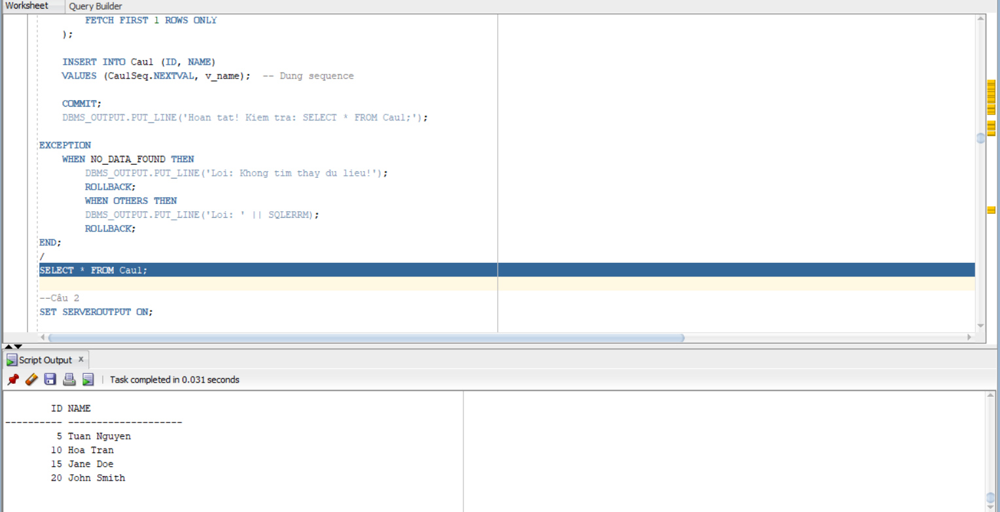 Worksheet Query Builder
FETCH FIRST 1 ROWS ONLY
);
INSERT INTO Cau1 (ID, NAME)
VALUES (Cau1Seq.NEXTVAL, v_name);  -- Dung sequence
COMMIT;
DBMS_OUTPUT.PUT_LINE('Hoan tat! Kiem tra: SELECT * FROM Cau1;');
EXCEPTION
WHEN NO_DATA_FOUND THEN
DBMS_OUTPUT.PUT_LINE('Loi: Khong tim thay du lieu!');
ROLLBACK;
WHEN OTHERS THEN
DBMS_OUTPUT.PUT_LINE('Loi: ' || SQLERRM);
ROLLBACK;
END;
/
SELECT * FROM Cau1;
--Câu 2
SET SERVEROUTPUT ON;
Script Output x
Task completed in 0.031 seconds
ID NAME
---------- --------------------
5 Tuan Nguyen
10 Hoa Tran
15 Jane Doe
20 John Smith